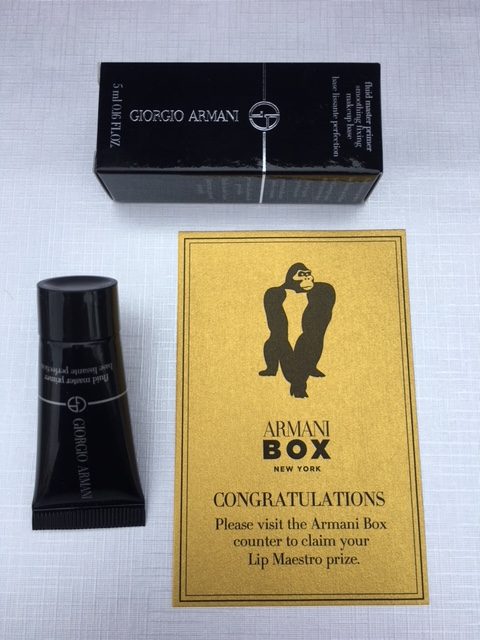 fluid master primer
smoothing fixing
makeup base
base lissante perfection
GIORGIO ARMANI
5 ml 0.16 FL.OZ.
fluid master primer
base lissante perfection
GIORGIO ARMANI
ARMANI
BOX
NEW YORK
CONGRATULATIONS
Please visit the Armani Box
counter to claim your
Lip Maestro prize.